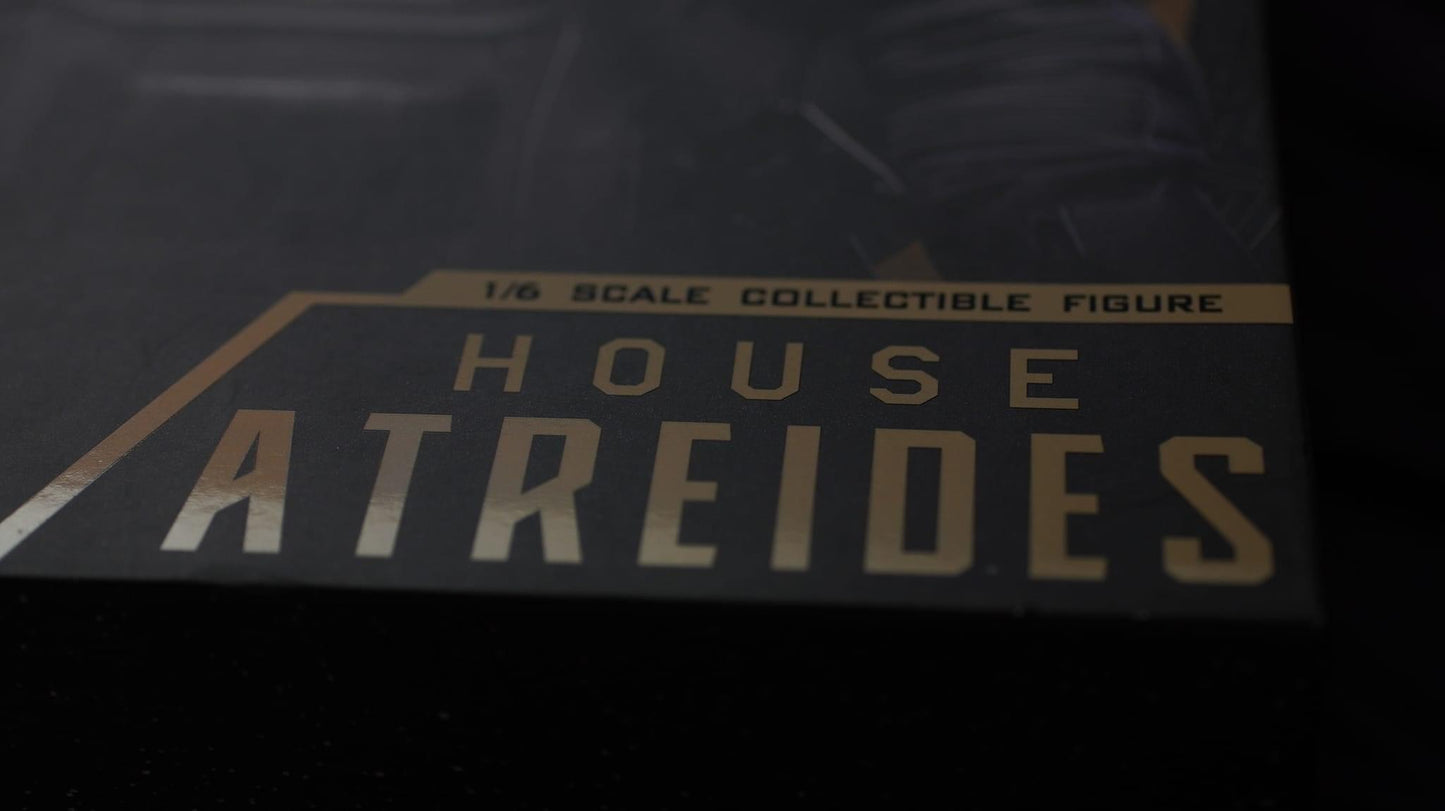 1/6 SCALE COLLECTIBLE FIGURE
HOUSE
ATREIDES